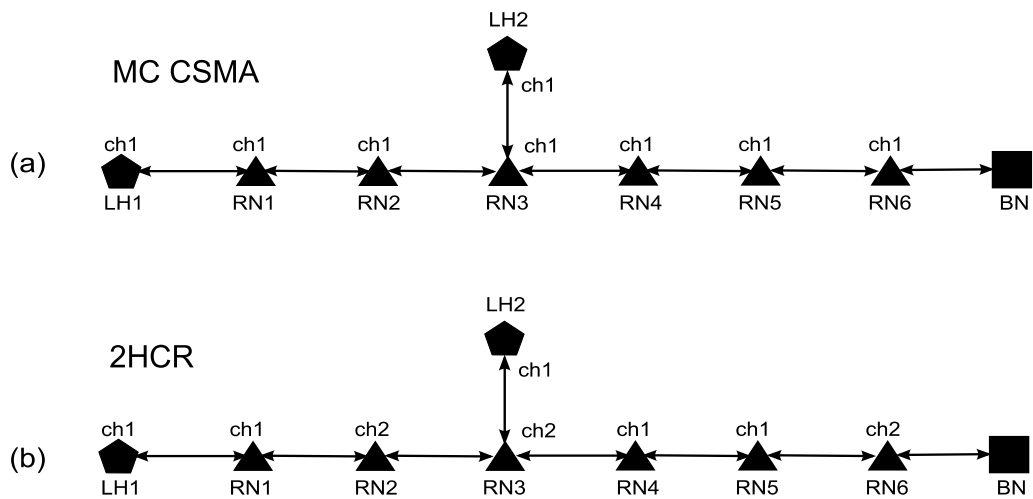 LH2
MC CSMA
ch1
(a) ch1 ch1 ch1 ch1 ch1 ch1 ch1
LH1 RN1 RN2 RN3 RN4 RN5 RN6 BN
LH2
2HCR
ch1
(b) ch1 ch1 ch2 ch2 ch1 ch1 ch2
LH1 RN1 RN2 RN3 RN4 RN5 RN6 BN